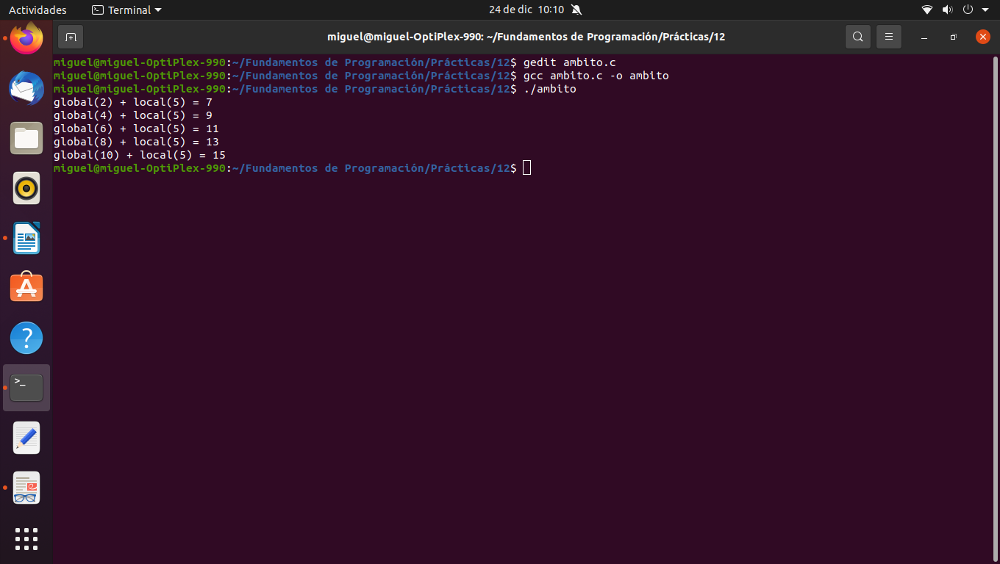 Actividades
Terminal
24 de dic 10:10
miguel@miguel-OptiPlex-990: ~/Fundamentos de Programación/Prácticas/12
miguel@miguel-OptiPlex-990:~/Fundamentos de Programación/Prácticas/12$ gedit ambito.c
miguel@miguel-OptiPlex-990:~/Fundamentos de Programación/Prácticas/12$ gcc ambito.c -o ambito
miguel@miguel-OptiPlex-990:~/Fundamentos de Programación/Prácticas/12$ ./ambito
global(2) + local(5) = 7
global(4) + local(5) = 9
global(6) + local(5) = 11
global(8) + local(5) = 13
global(10) + local(5) = 15
miguel@miguel-OptiPlex-990:~/Fundamentos de Programación/Prácticas/12$